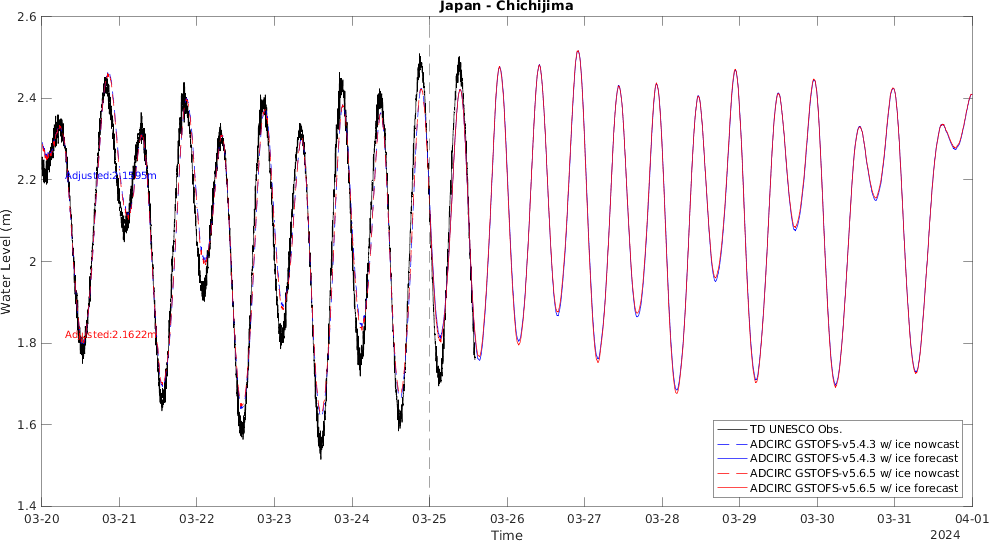 Japan - Chichijima
2.6
2.4
2.2
2
1.8
1.6
1.4
Water Level (m)
Adjusted:2.1595m
Adjusted:2.1622m
TD UNESCO Obs.
ADCIRC GSTOFS-v5.4.3 w/ ice nowcast
ADCIRC GSTOFS-v5.4.3 w/ ice forecast
ADCIRC GSTOFS-v5.6.5 w/ ice nowcast
ADCIRC GSTOFS-v5.6.5 w/ ice forecast
03-20 03-21 03-22 03-23 03-24 03-25 03-26 03-27 03-28 03-29 03-30 03-31 04-01
Time
2024